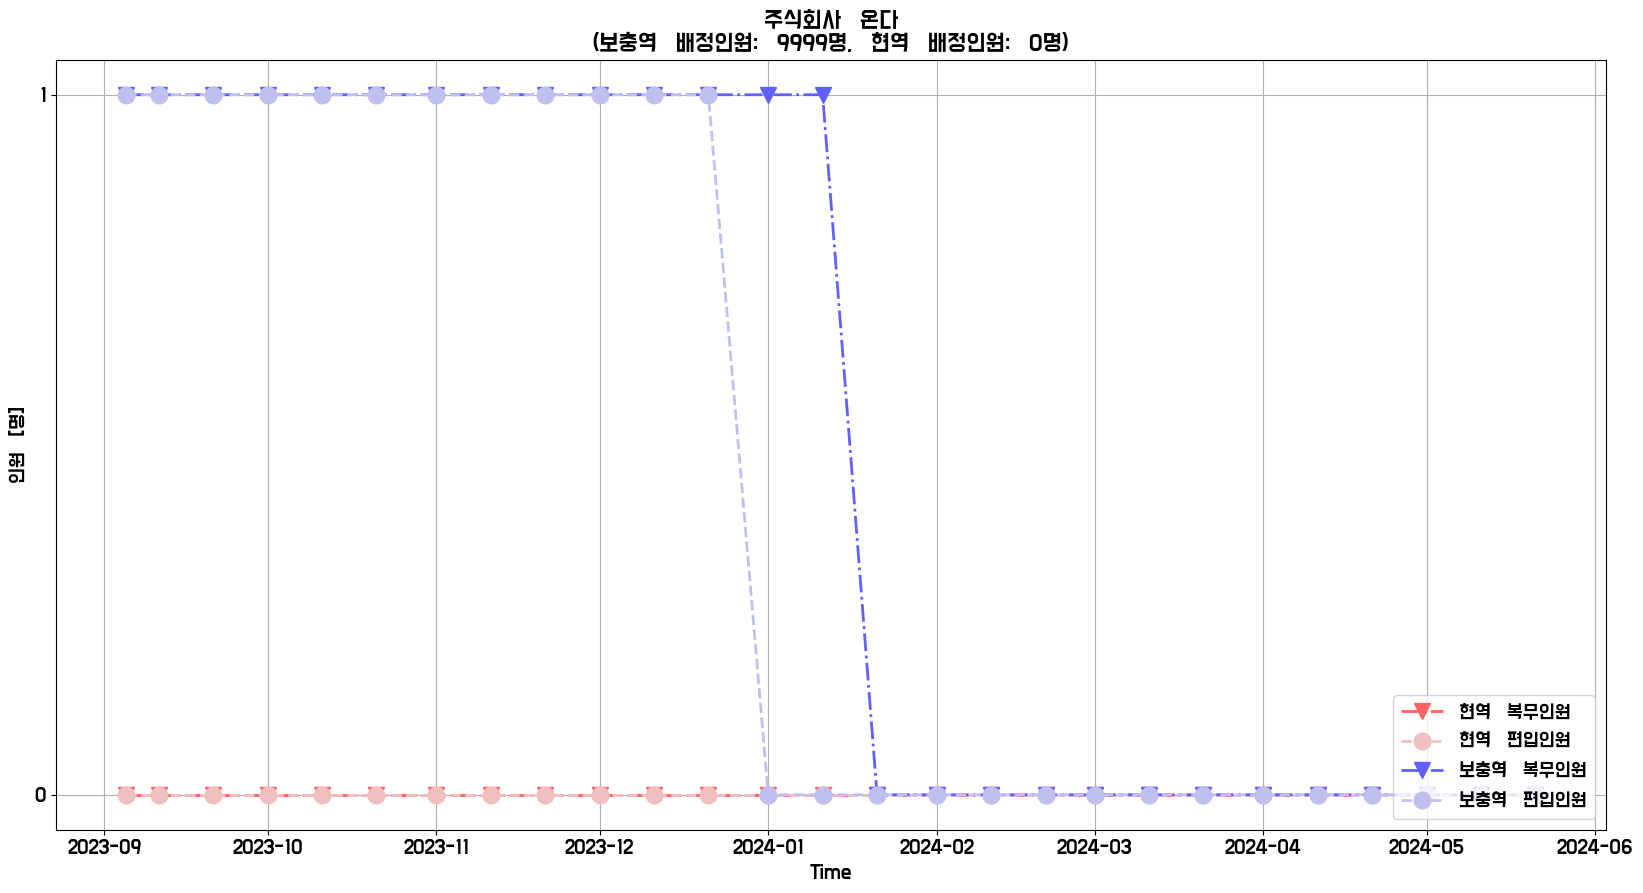 주식회사 온다
(보충역 배정인원: 9999명, 현역 배정인원: 0명)
인원 [명]
1
0
현역 복무인원
현역 편입인원
보충역 복무인원
보충역 편입인원
2023-09 2023-10 2023-11 2023-12 2024-01 2024-02 2024-03 2024-04 2024-05 2024-06
Time